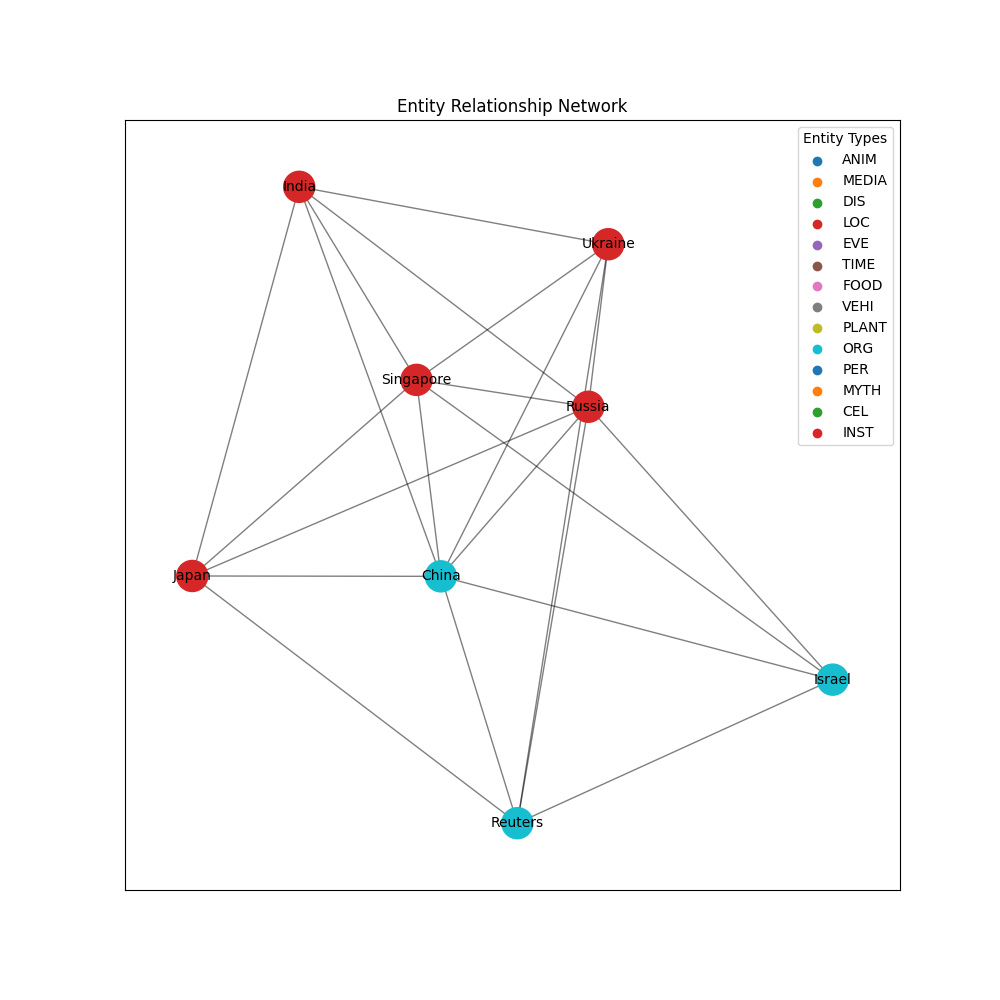 Entity Relationship Network
Entity Types
ANIM
MEDIA
DIS
LOC
EVE
TIME
FOOD
VEHI
PLANT
ORG
PER
MYTH
CEL
INST
India
Ukraine
Singapore
Russia
Japan
China
Israel
Reuters